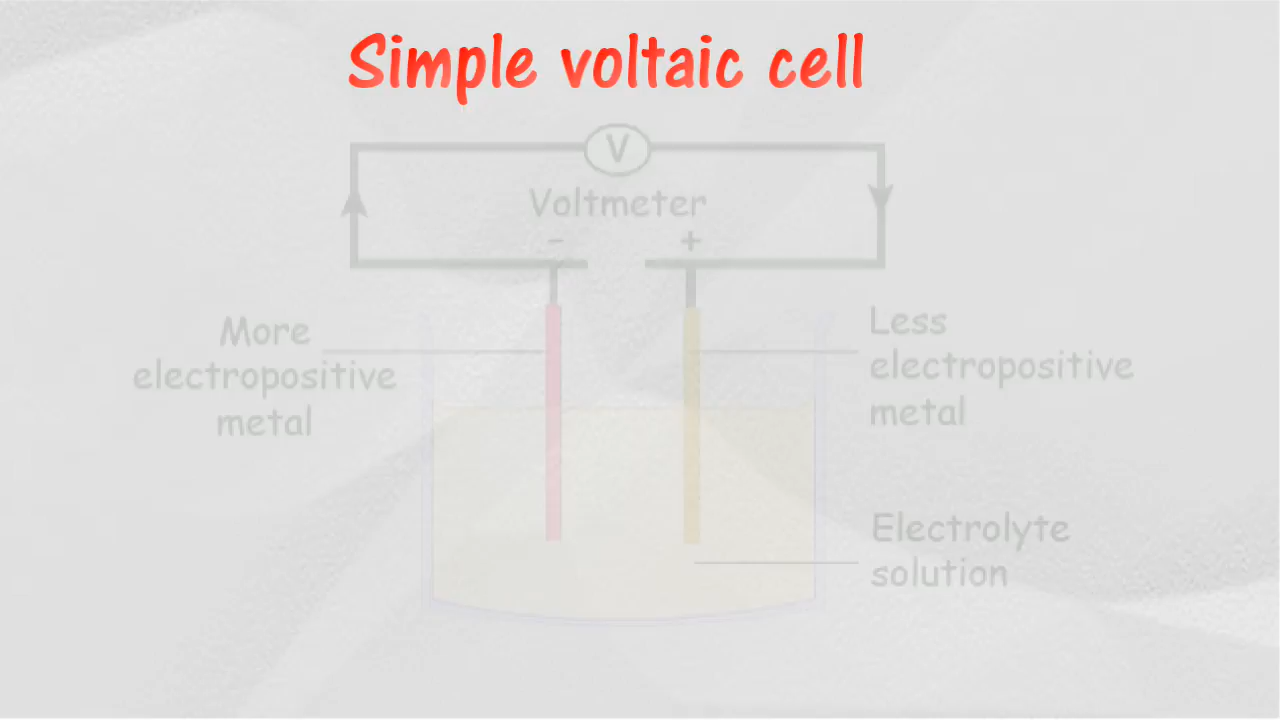 Simple voltaic cell
V
Voltmeter
- +
More
electropositive
metal
Less
electropositive
metal
Electrolyte
solution